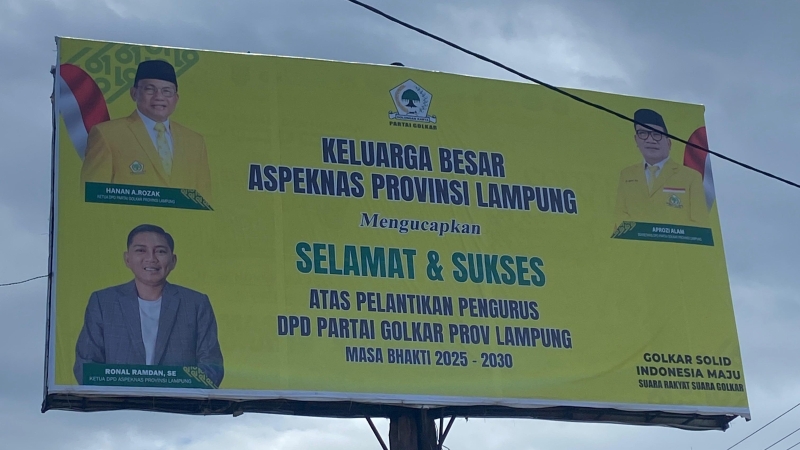 PARTAI GOLKAR
KELUARGA BESAR
ASPEKNAS PROVINSI LAMPUNG
Mengucapkan
SELAMAT & SUKSES
ATAS PELANTIKAN PENGURUS
DPD PARTAI GOLKAR PROV LAMPUNG
MASA BHAKTI 2025 - 2030
HANAN A.ROZAK
KETUA DPD PARTAI GOLKAR PROVINSI LAMPUNG
RONAL RAMDAN, SE
KETUA DPD ASPEKNAS PROVINSI LAMPUNG
APROZI ALAM
GOLKAR SOLID
INDONESIA MAJU
SUARA RAKYAT SUARA GOLKAR